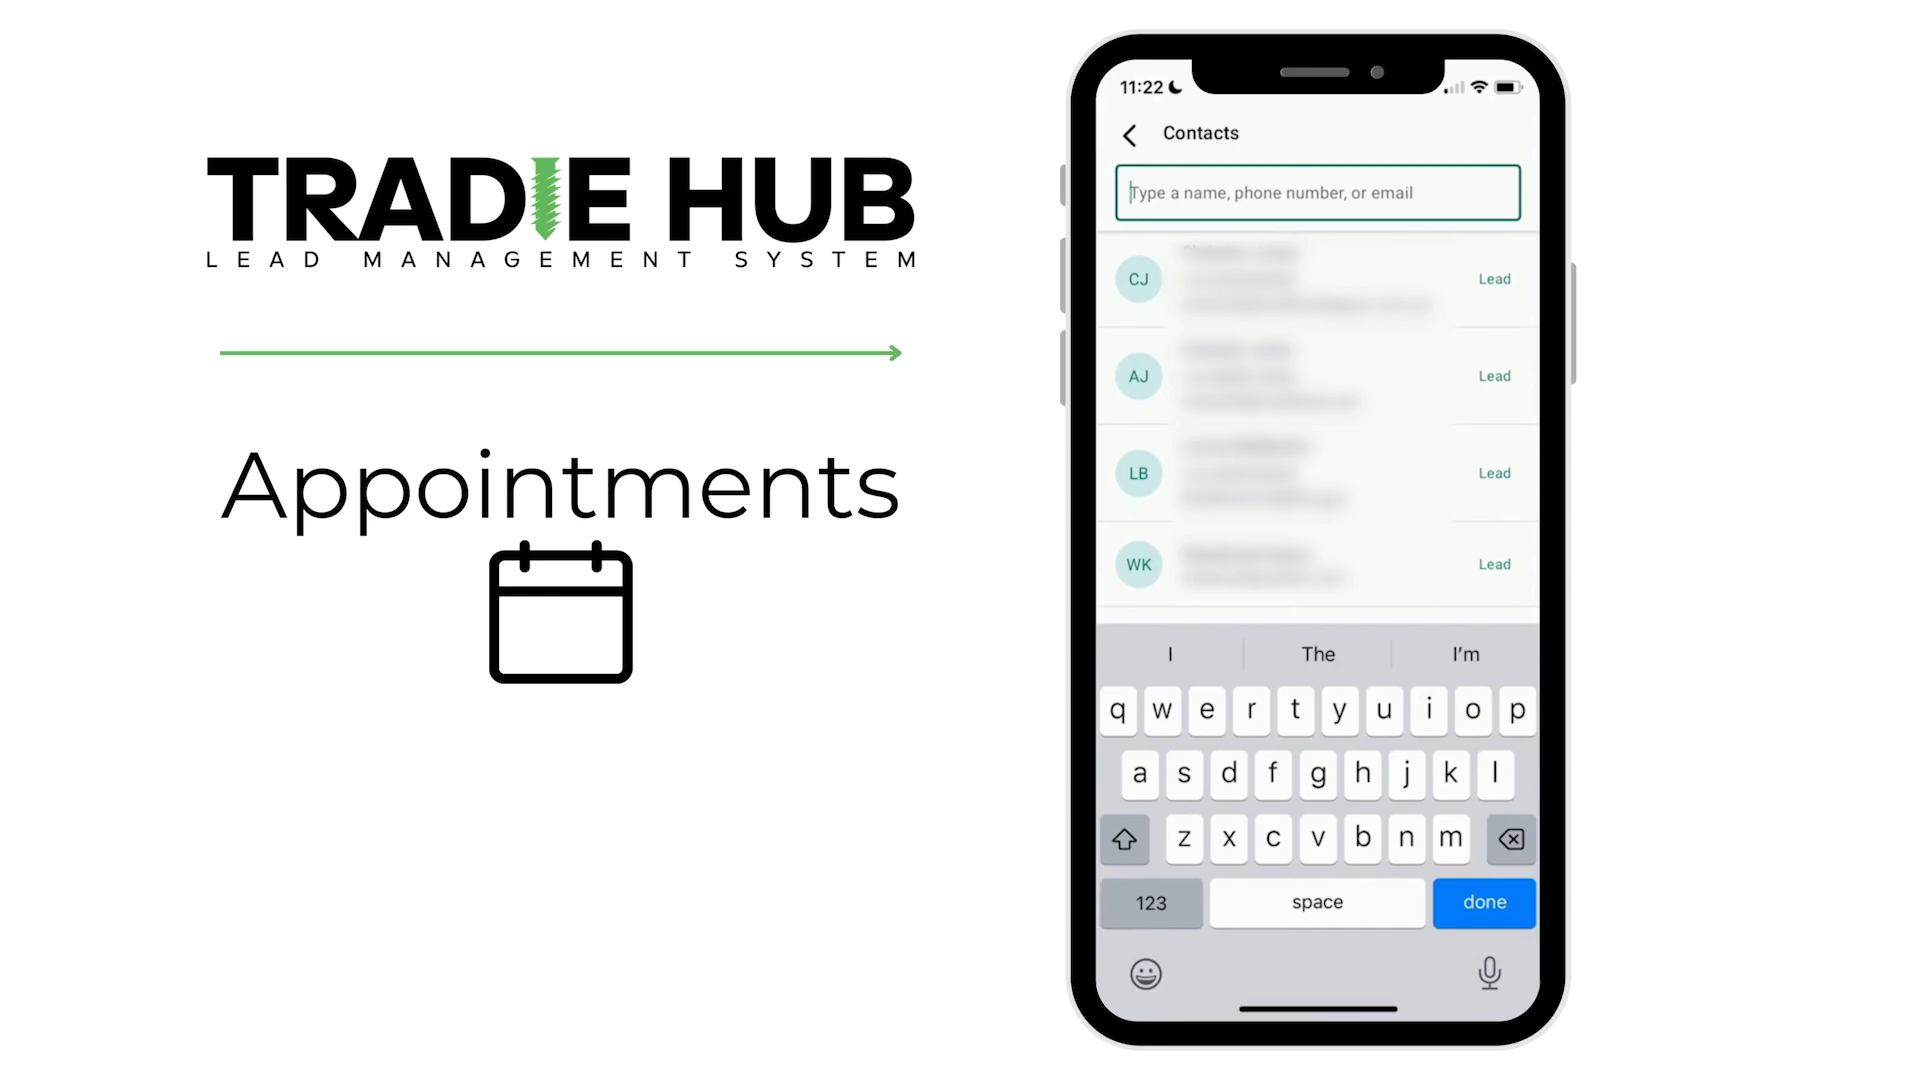 TRADIE HUB
LEAD MANAGEMENT SYSTEM
Appointments
11:22
Contacts
Type a name, phone number, or email
CJ
Lead
AJ
Lead
LB
Lead
WK
Lead
I The I'm
q w e r t y u i o p
a s d f g h j k l
z x c v b n m
123 space done